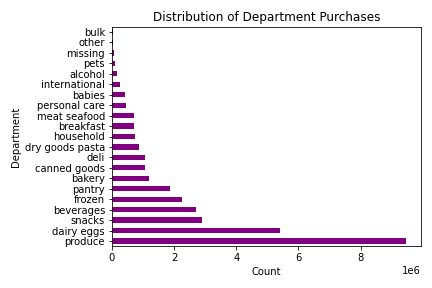 Distribution of Department Purchases
bulk
other
missing
pets
alcohol
international
babies
personal care
meat seafood
breakfast
household
dry goods pasta
deli
canned goods
bakery
pantry
frozen
beverages
snacks
dairy eggs
produce
Department
0 2 4 6 8
1e6
Count